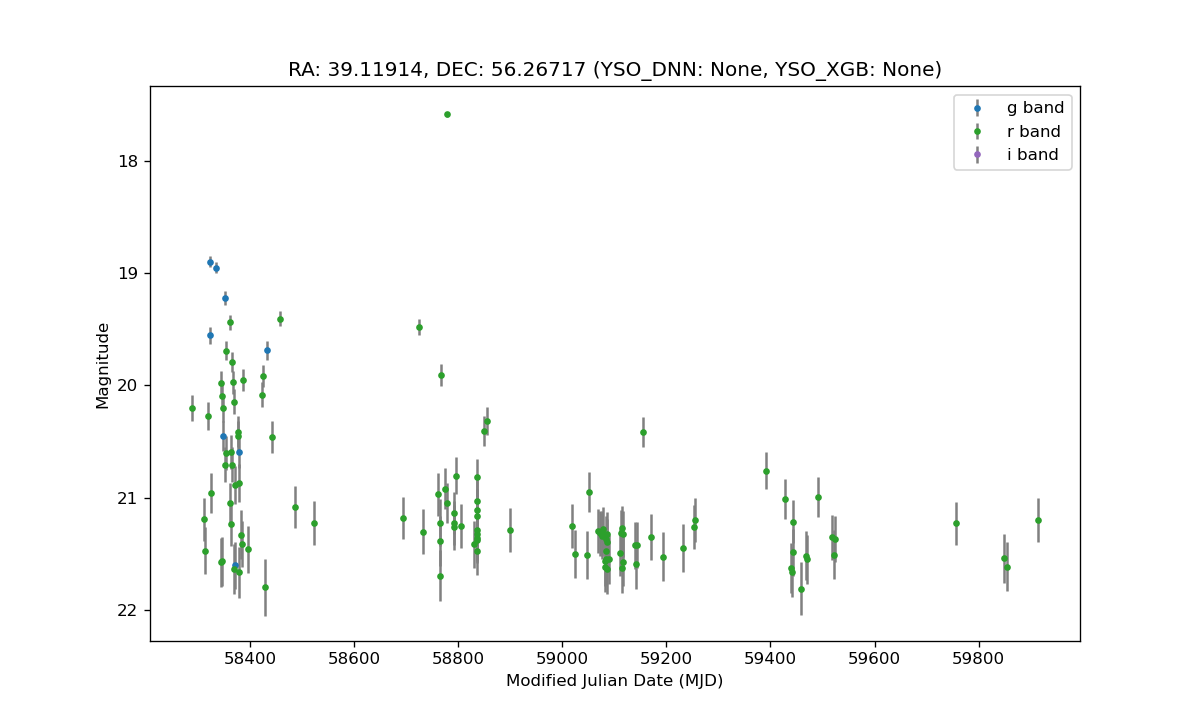 RA: 39.11914, DEC: 56.26717 (YSO_DNN: None, YSO_XGB: None)
g band
r band
i band
18
19
20
21
22
Magnitude
58400
58600
58800
59000
59200
59400
59600
59800
Modified Julian Date (MJD)